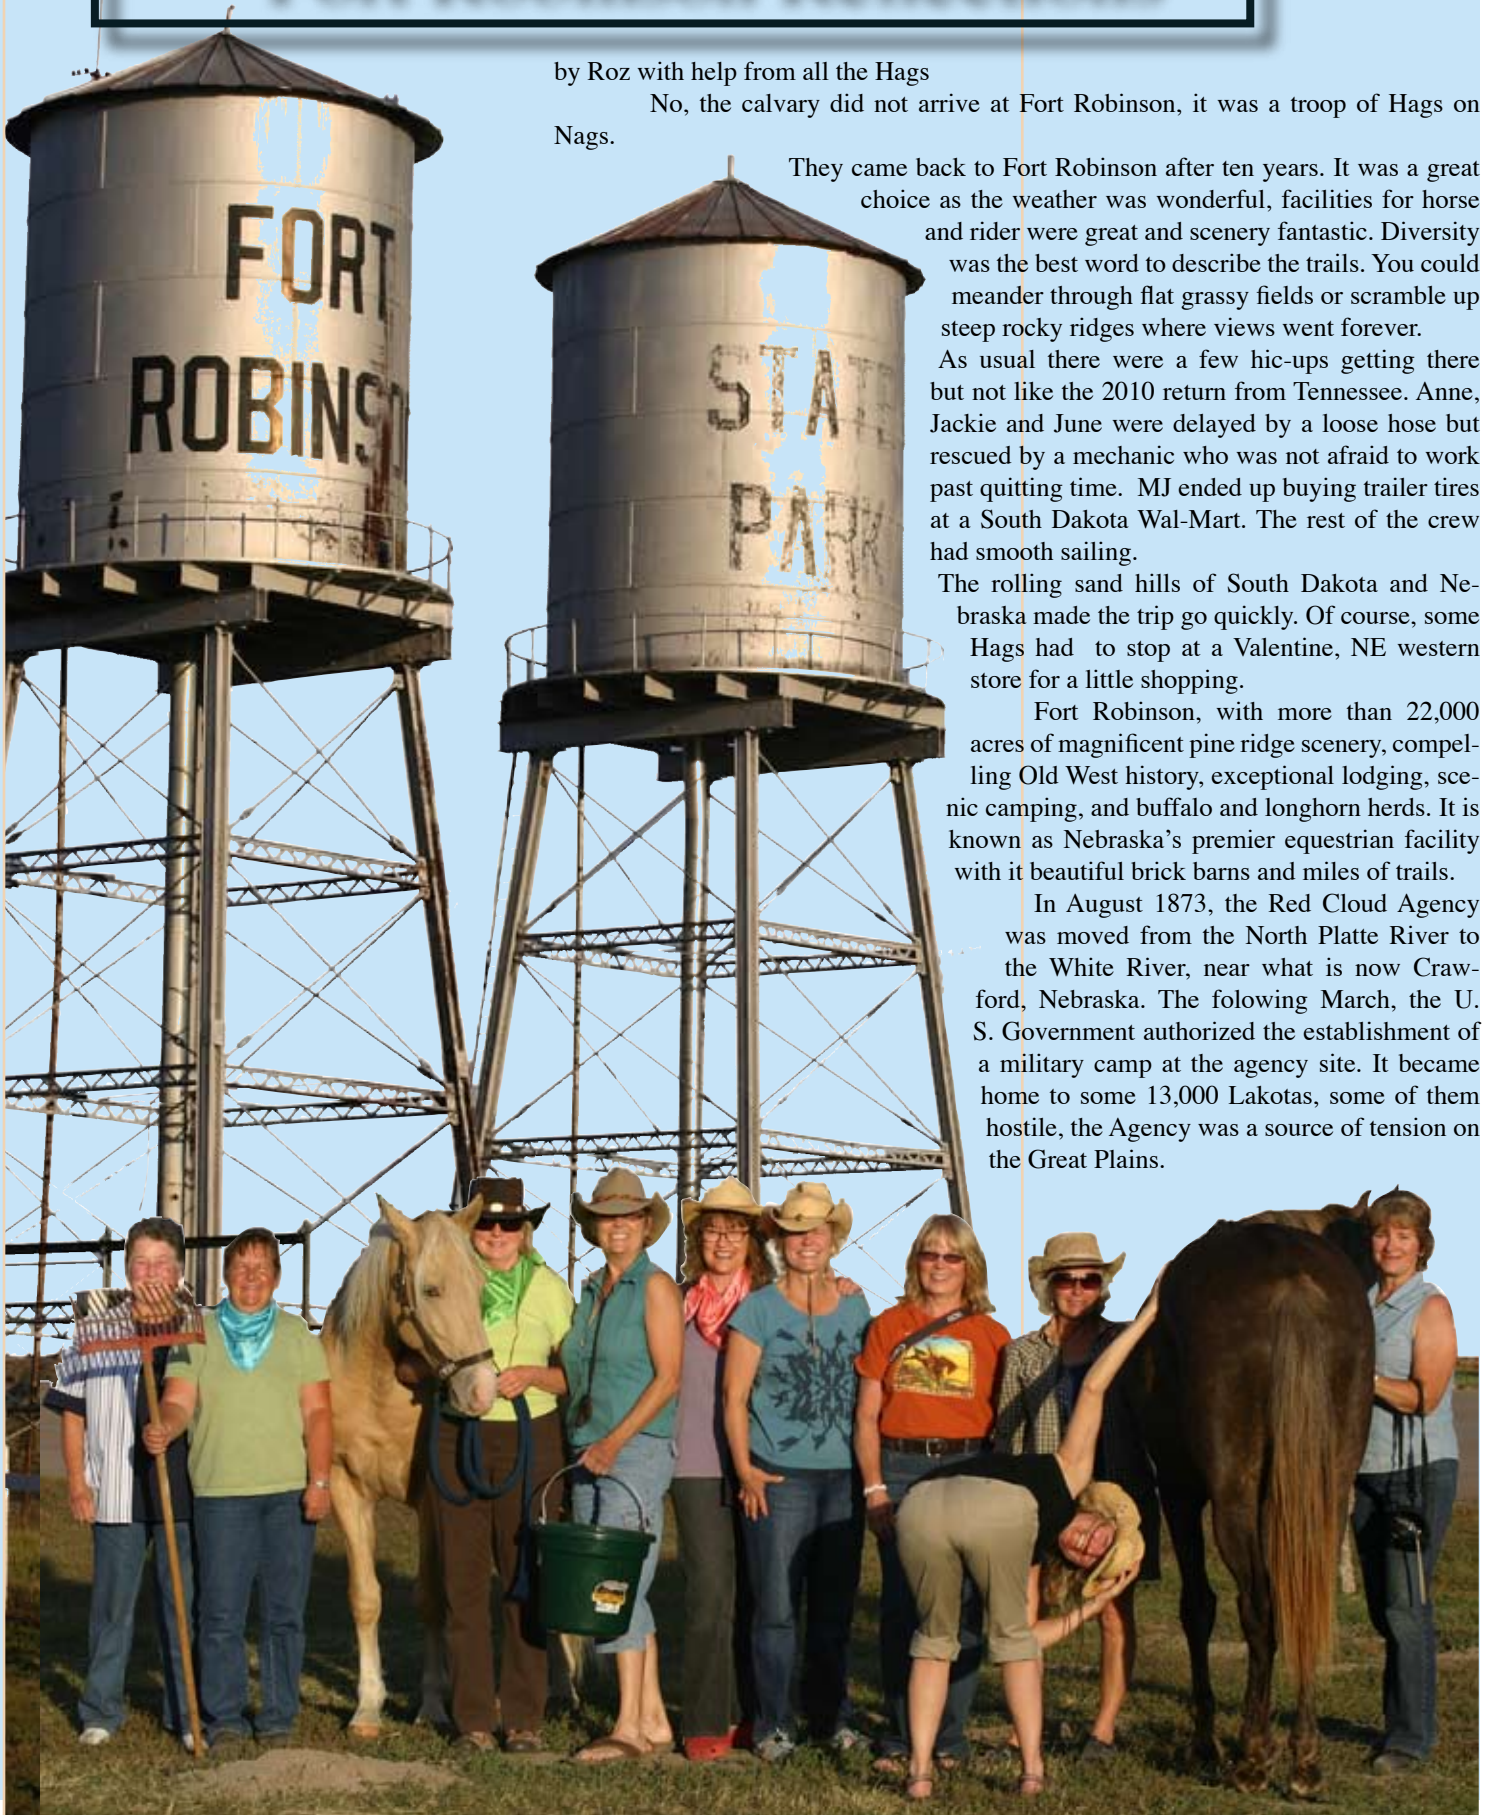 by Roz with help from all the Hags
No, the calvary did not arrive at Fort Robinson, it was a troop of Hags on
Nags.
They came back to Fort Robinson after ten years. It was a great
choice as the weather was wonderful, facilities for horse
and rider were great and scenery fantastic. Diversity
was the best word to describe the trails. You could
meander through flat grassy fields or scramble up
steep rocky ridges where views went forever.
As usual there were a few hic-ups getting there
but not like the 2010 return from Tennessee. Anne,
Jackie and June were delayed by a loose hose but
rescued by a mechanic who was not afraid to work
past quitting time. MJ ended up buying trailer tires
at a South Dakota Wal-Mart. The rest of the crew
had smooth sailing.
The rolling sand hills of South Dakota and Ne-
braska made the trip go quickly. Of course, some
Hags had to stop at a Valentine, NE western
store for a little shopping.
Fort Robinson, with more than 22,000
acres of magnificent pine ridge scenery, compel-
ling Old West history, exceptional lodging, sce-
nic camping, and buffalo and longhorn herds. It is
known as Nebraska's premier equestrian facility
with it beautiful brick barns and miles of trails.
In August 1873, the Red Cloud Agency
was moved from the North Platte River to
the White River, near what is now Craw-
ford, Nebraska. The folowing March, the U.
S. Government authorized the establishment of
a military camp at the agency site. It became
home to some 13,000 Lakotas, some of them
hostile, the Agency was a source of tension on
the Great Plains.
FORT
ROBINSO
STATE
PARK